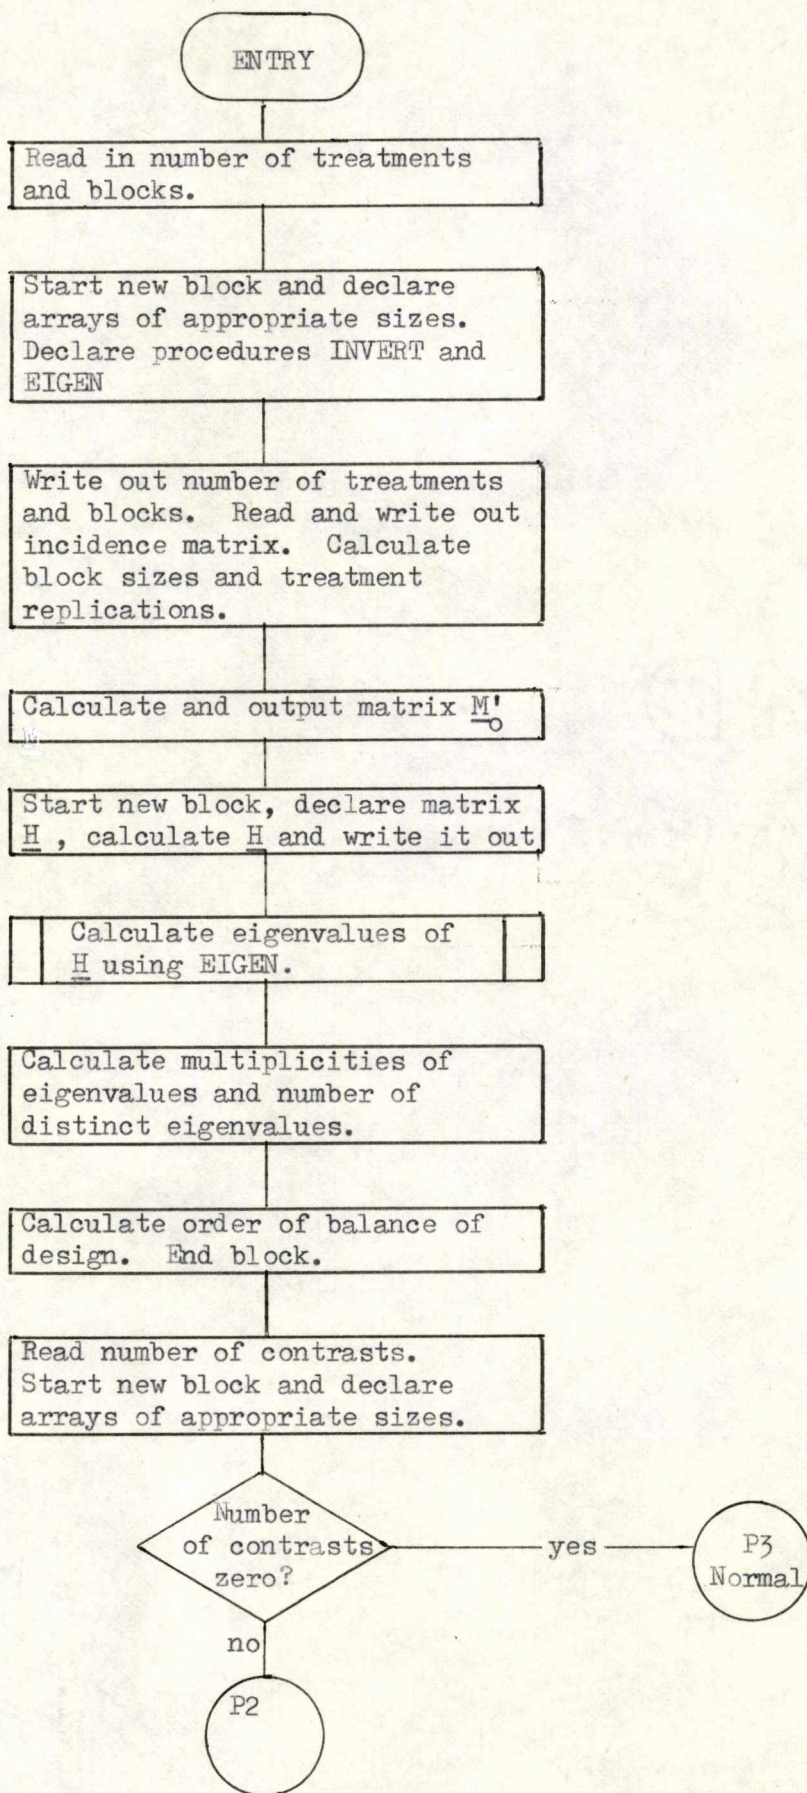 ENTRY
Read in number of treatments
and blocks.
Start new block and declare
arrays of appropriate sizes.
Declare procedures INVERT and
EIGEN
Write out number of treatments
and blocks. Read and write out
incidence matrix. Calculate
block sizes and treatment
replications.
Calculate and output matrix M'o
Start new block, declare matrix
H , calculate H and write it out
Calculate eigenvalues of
H using EIGEN.
Calculate multiplicities of
eigenvalues and number of
distinct eigenvalues.
Calculate order of balance of
design. End block.
Read number of contrasts.
Start new block and declare
arrays of appropriate sizes.
Number
of contrasts
zero?
yes
P3
Normal
no
P2